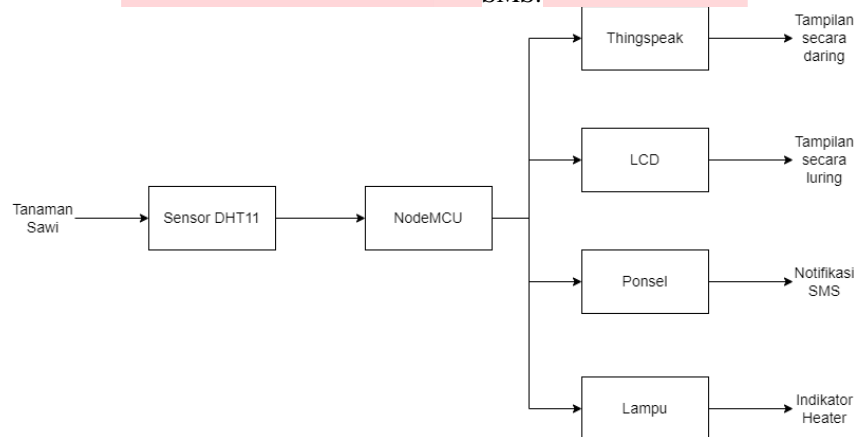 SMS.
Thingspeak
Tampilan
secara
daring
LCD
Tampilan
secara
luring
Tanaman
Sawi
Sensor DHT11
NodeMCU
Ponsel
Notifikasi
SMS
Lampu
Indikator
Heater